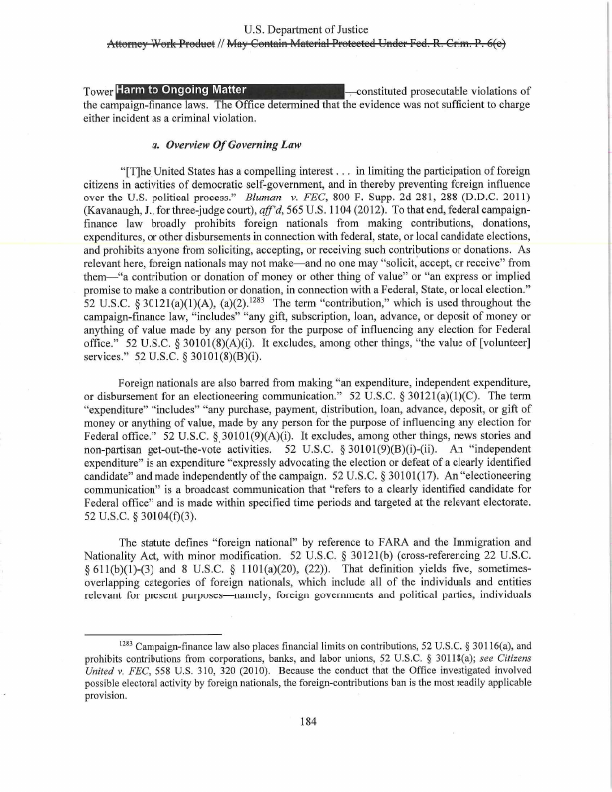 U.S. Department of Justice
Attorney Work Product // May Contain Material Protected Under Fed. R. Crim. P. 6(e)
Tower Harm to Ongoing Matter —constituted prosecutable violations of
the campaign-finance laws. The Office determined that the evidence was not sufficient to charge
either incident as a criminal violation.
a. Overview Of Governing Law
"[T]he United States has a compelling interest . . . in limiting the participation of foreign
citizens in activities of democratic self-government, and in thereby preventing foreign influence
over the U.S. political process." Bluman v. FEC, 800 F. Supp. 2d 281, 288 (D.D.C. 2011)
(Kavanaugh, J., for three-judge court), aff'd, 565 U.S. 1104 (2012). To that end, federal campaign-
finance law broadly prohibits foreign nationals from making contributions, donations,
expenditures, or other disbursements in connection with federal, state, or local candidate elections,
and prohibits anyone from soliciting, accepting, or receiving such contributions or donations. As
relevant here, foreign nationals may not make—and no one may "solicit, accept, or receive" from
them—"a contribution or donation of money or other thing of value" or "an express or implied
promise to make a contribution or donation, in connection with a Federal, State, or local election."
52 U.S.C. § 30121(a)(1)(A), (a)(2).1283 The term "contribution," which is used throughout the
campaign-finance law, "includes" "any gift, subscription, loan, advance, or deposit of money or
anything of value made by any person for the purpose of influencing any election for Federal
office." 52 U.S.C. § 30101(8)(A)(i). It excludes, among other things, "the value of [volunteer]
services." 52 U.S.C. § 30101(8)(B)(i).
Foreign nationals are also barred from making "an expenditure, independent expenditure,
or disbursement for an electioneering communication." 52 U.S.C. § 30121(a)(1)(C). The term
"expenditure" "includes" "any purchase, payment, distribution, loan, advance, deposit, or gift of
money or anything of value, made by any person for the purpose of influencing any election for
Federal office." 52 U.S.C. § 30101(9)(A)(i). It excludes, among other things, news stories and
non-partisan get-out-the-vote activities. 52 U.S.C. § 30101(9)(B)(i)-(ii). An "independent
expenditure" is an expenditure "expressly advocating the election or defeat of a clearly identified
candidate" and made independently of the campaign. 52 U.S.C. § 30101(17). An "electioneering
communication" is a broadcast communication that "refers to a clearly identified candidate for
Federal office" and is made within specified time periods and targeted at the relevant electorate.
52 U.S.C. § 30104(f)(3).
The statute defines "foreign national" by reference to FARA and the Immigration and
Nationality Act, with minor modification. 52 U.S.C. § 30121(b) (cross-referencing 22 U.S.C.
§ 611(b)(1)-(3) and 8 U.S.C. § 1101(a)(20), (22)). That definition yields five, sometimes-
overlapping categories of foreign nationals, which include all of the individuals and entities
relevant for present purposes—namely, foreign governments and political parties, individuals
1283 Campaign-finance law also places financial limits on contributions, 52 U.S.C. § 30116(a), and
prohibits contributions from corporations, banks, and labor unions, 52 U.S.C. § 30118(a); see Citizens
United v. FEC, 558 U.S. 310, 320 (2010). Because the conduct that the Office investigated involved
possible electoral activity by foreign nationals, the foreign-contributions ban is the most readily applicable
provision.
184